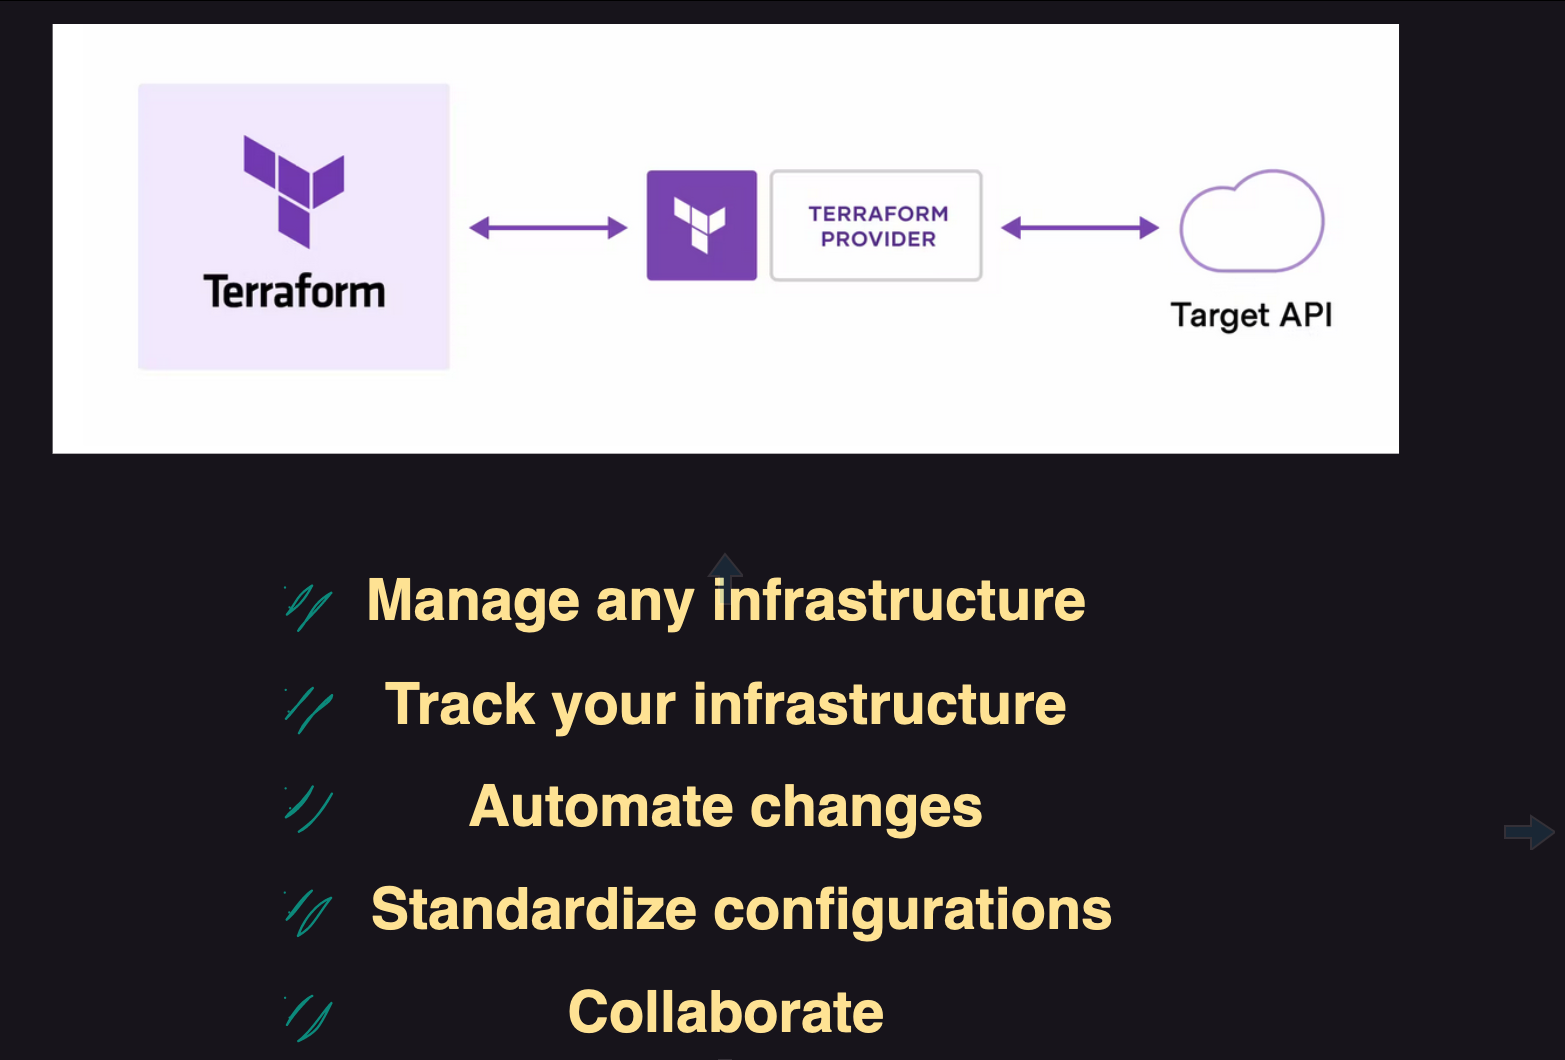 Terraform
TERRAFORM
PROVIDER
Target API
Manage any infrastructure
Track your infrastructure
Automate changes
Standardize configurations
Collaborate